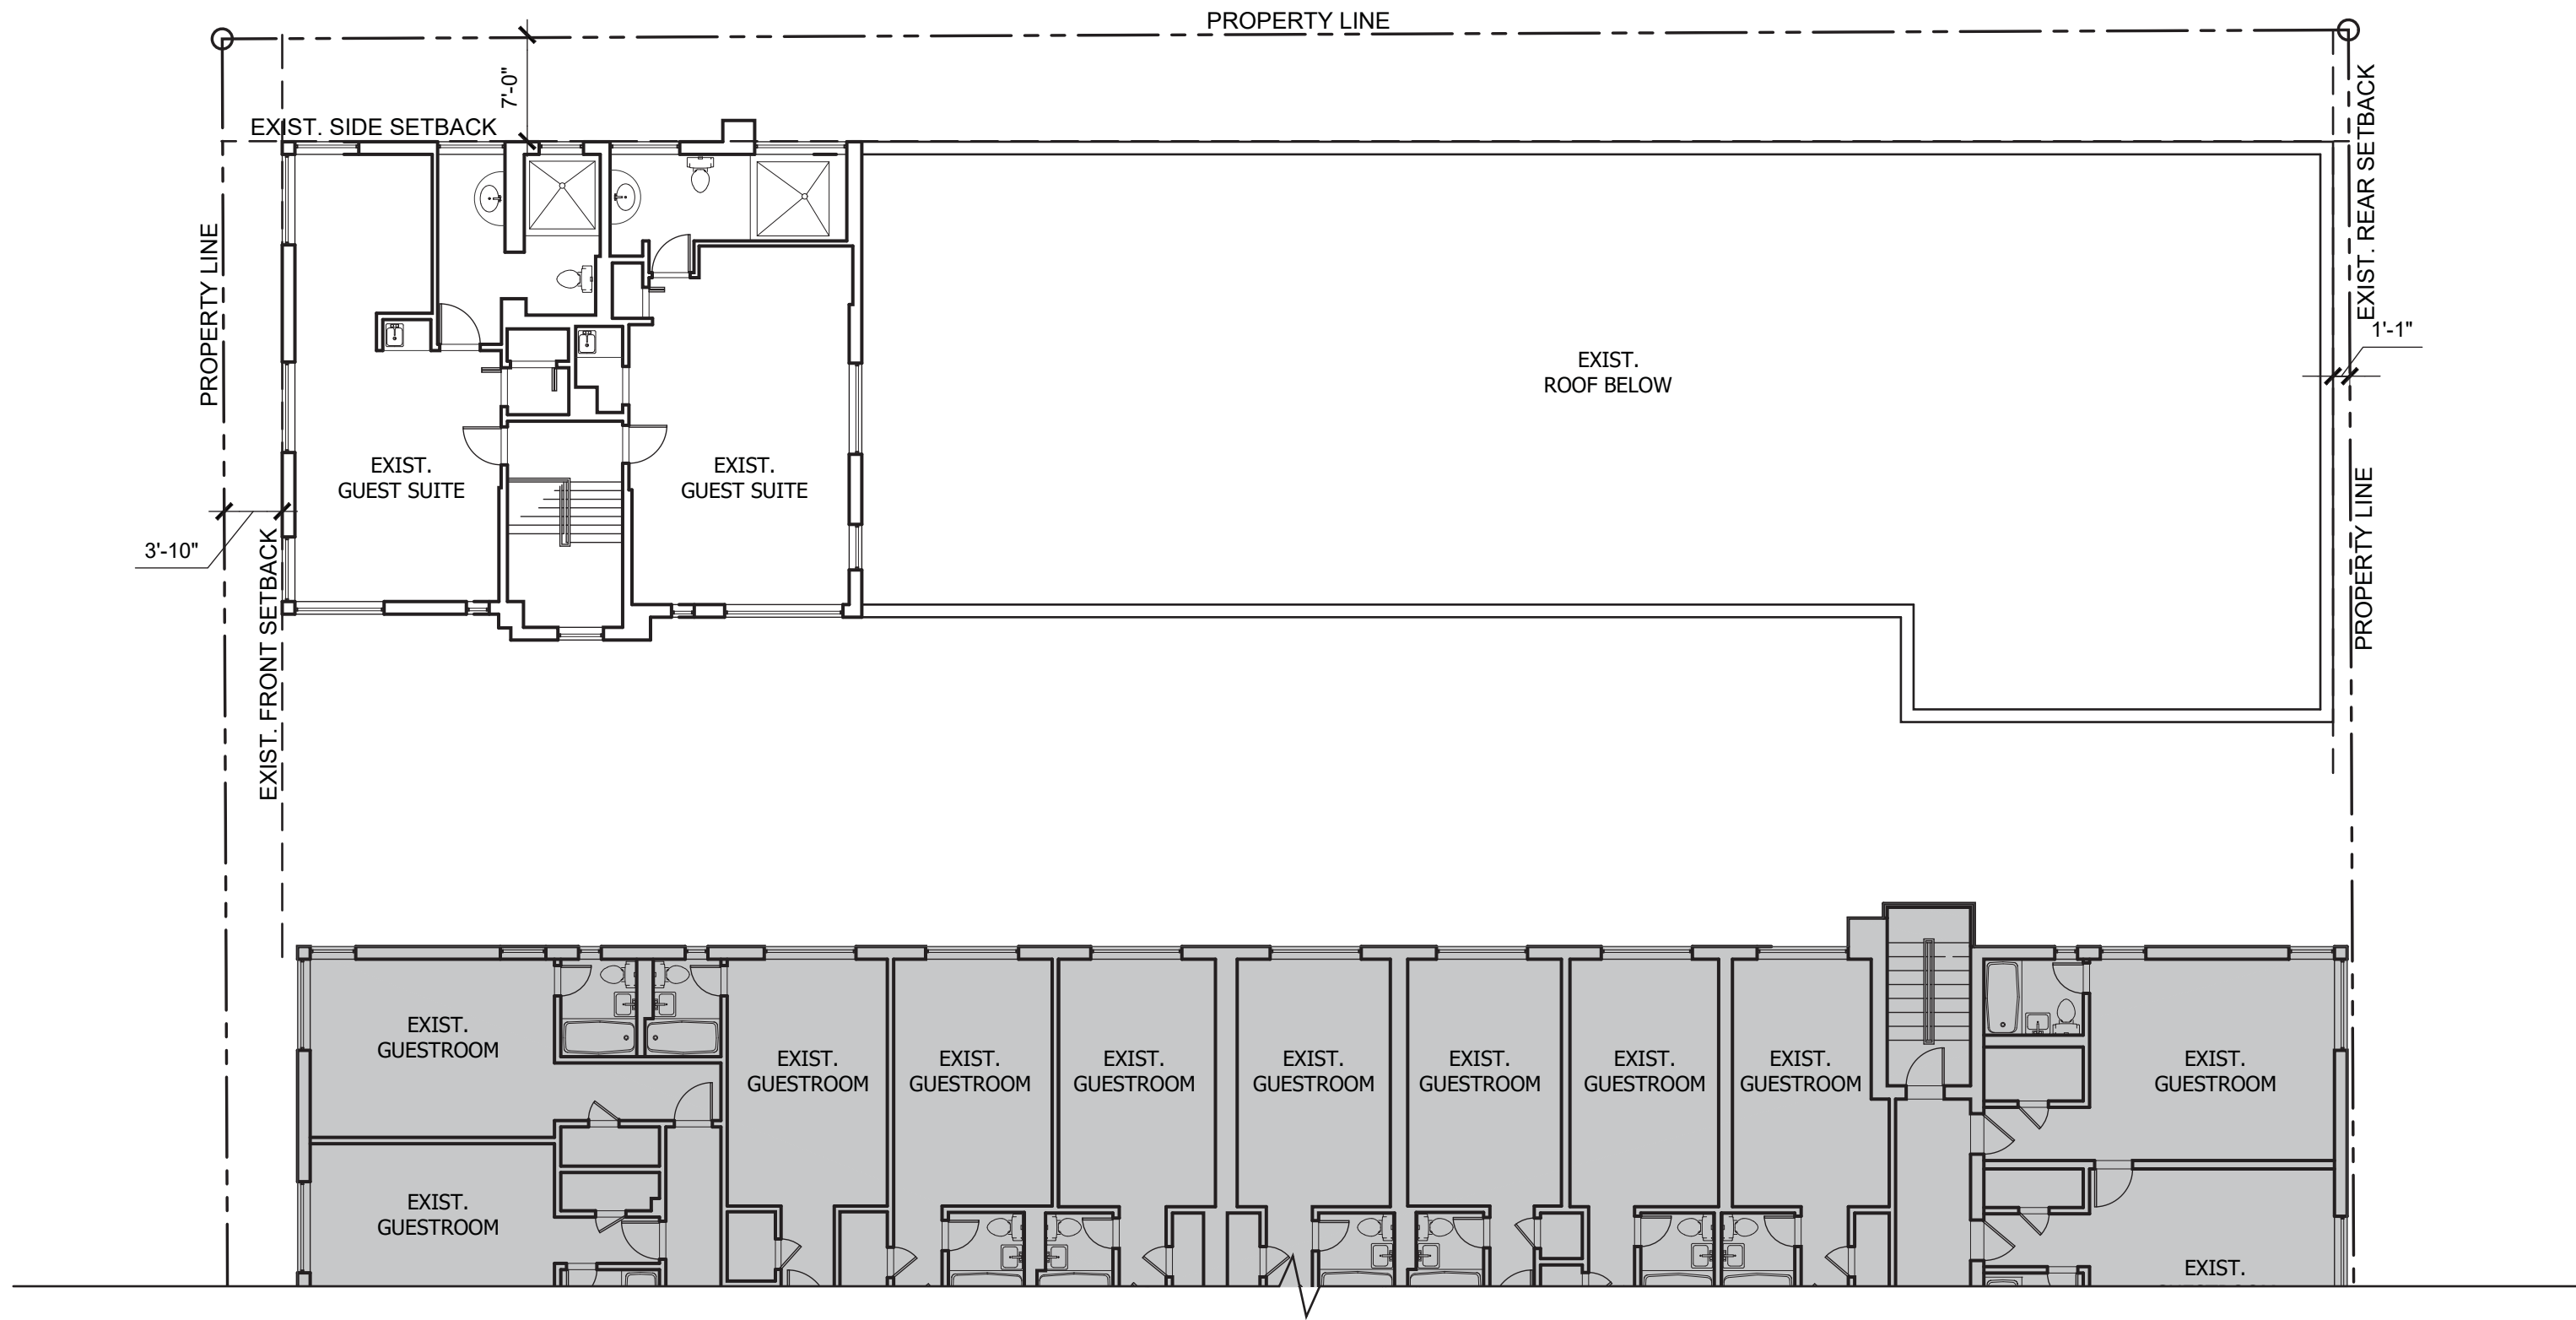 PROPERTY LINE
7'-0"
EXIST. SIDE SETBACK
EXIST. REAR SETBACK
PROPERTY LINE
1'-1"
EXIST.
ROOF BELOW
EXIST.
GUEST SUITE
EXIST.
GUEST SUITE
PROPERTY LINE
3'-10"
EXIST. FRONT SETBACK
EXIST.
GUESTROOM
EXIST.
GUESTROOM
EXIST.
GUESTROOM
EXIST.
GUESTROOM
EXIST.
GUESTROOM
EXIST.
GUESTROOM
EXIST.
GUESTROOM
EXIST.
GUESTROOM
EXIST.
GUESTROOM
EXIST.
GUESTROOM
EXIST.